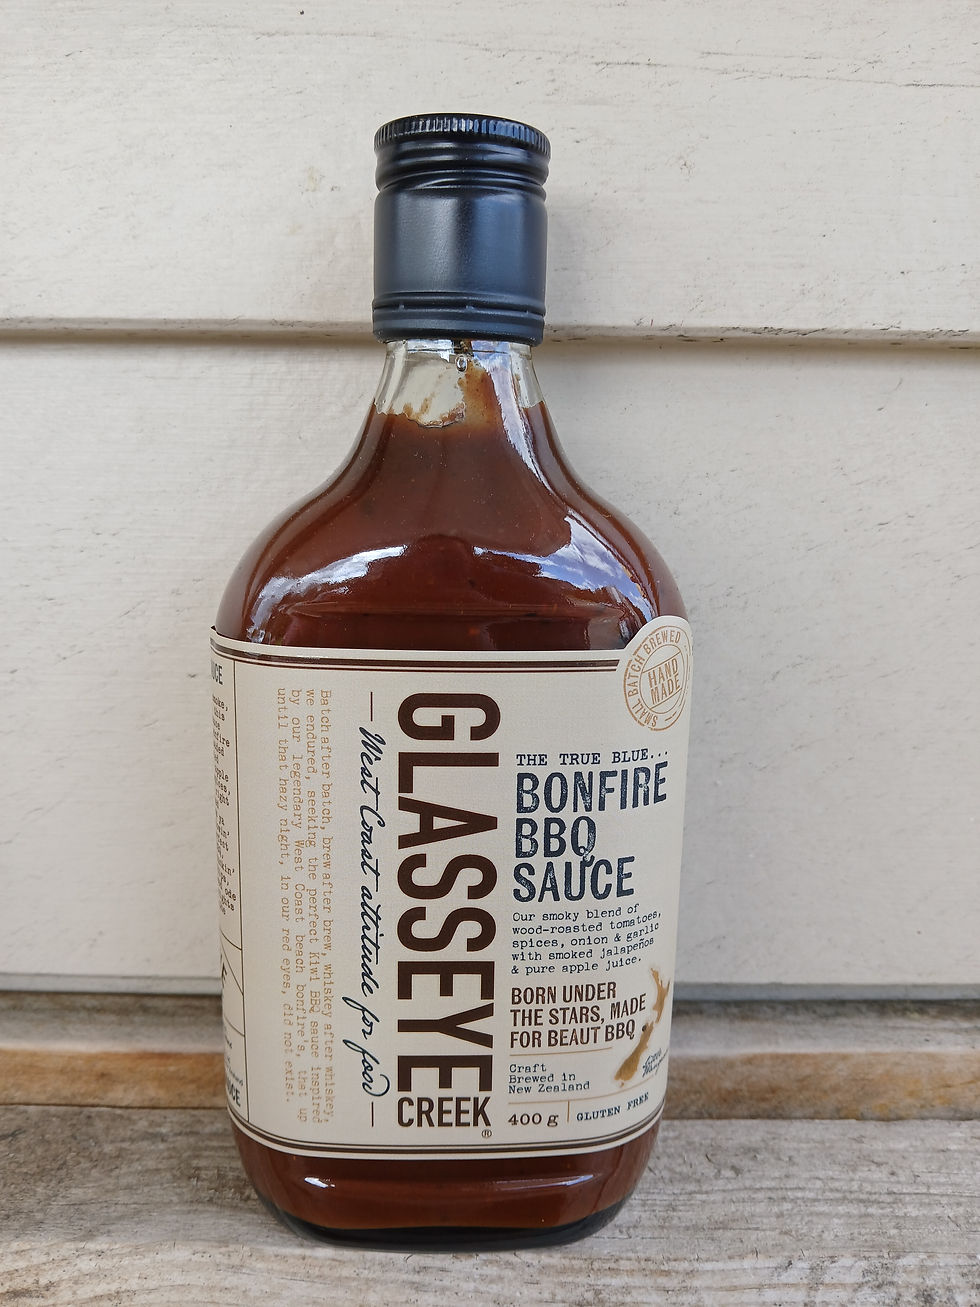 SMALL BATCH BREWED
HAND
MADE
THE TRUE BLUE...
BONFIRE
BBQ
SAUCE
Our smoky blend of
wood-roasted tomatoes,
spices, onion & garlic
with smoked jalapeños
& pure apple juice.
BORN UNDER
THE STARS, MADE
FOR BEAUT BBQ
Craft
Brewed in
New Zealand
400 g
GLUTEN FREE
GLASSEYE
CREEK®
West Coast attitude for food
Batch after batch, brew after brew, whiskey after whiskey,
we endured, seeking the perfect Kiwi BBQ sauce inspired
by our legendary West Coast beach bonfire's, that up
until that hazy night, in our red eyes, did not exist.